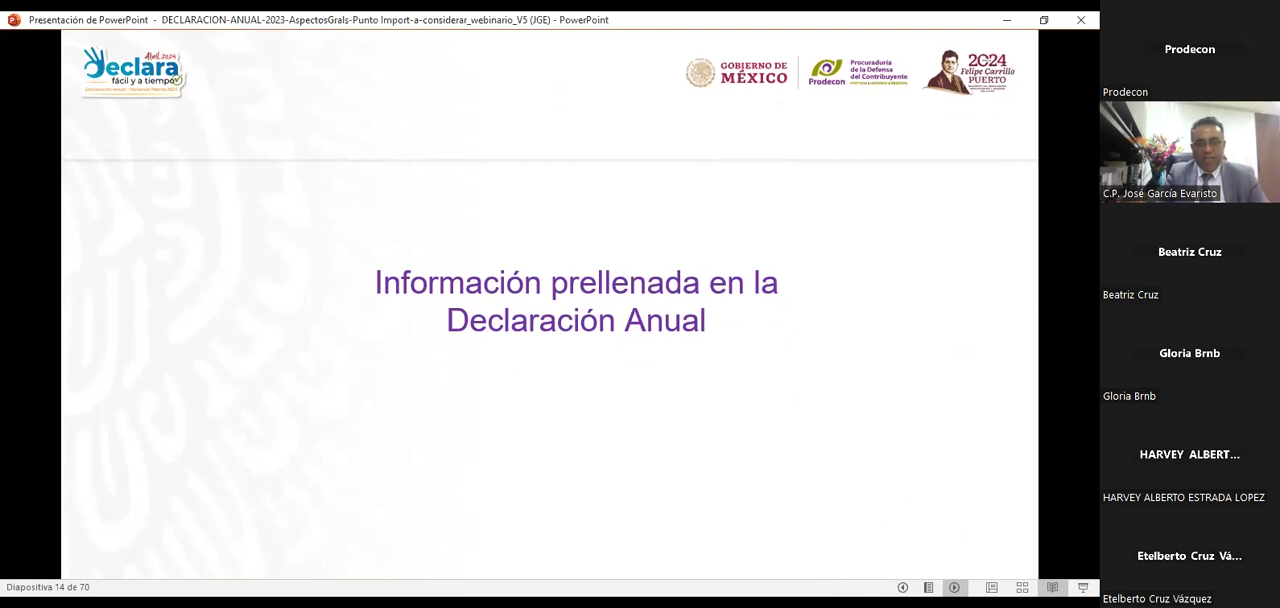 Presentación de PowerPoint - DECLARACION-ANUAL-2023-AspectosGrals-Punto Import-a-considerar_webinario_V5 (JGE) - PowerPoint
Abril 2024
Declara
fácil y a tiempo
GOBIERNO DE
MÉXICO
Prodecon
Procuraduría
de la Defensa
del Contribuyente
2024
Felipe Carrillo
PUERTO
Información prellenada en la
Declaración Anual
Diapositiva 14 de 70
Prodecon
Prodecon
C.P. José García Evaristo
Beatriz Cruz
Beatriz Cruz
Gloria Brnb
Gloria Brnb
HARVEY ALBERT...
HARVEY ALBERTO ESTRADA LOPEZ
Etelberto Cruz Vá...
Etelberto Cruz Vázquez